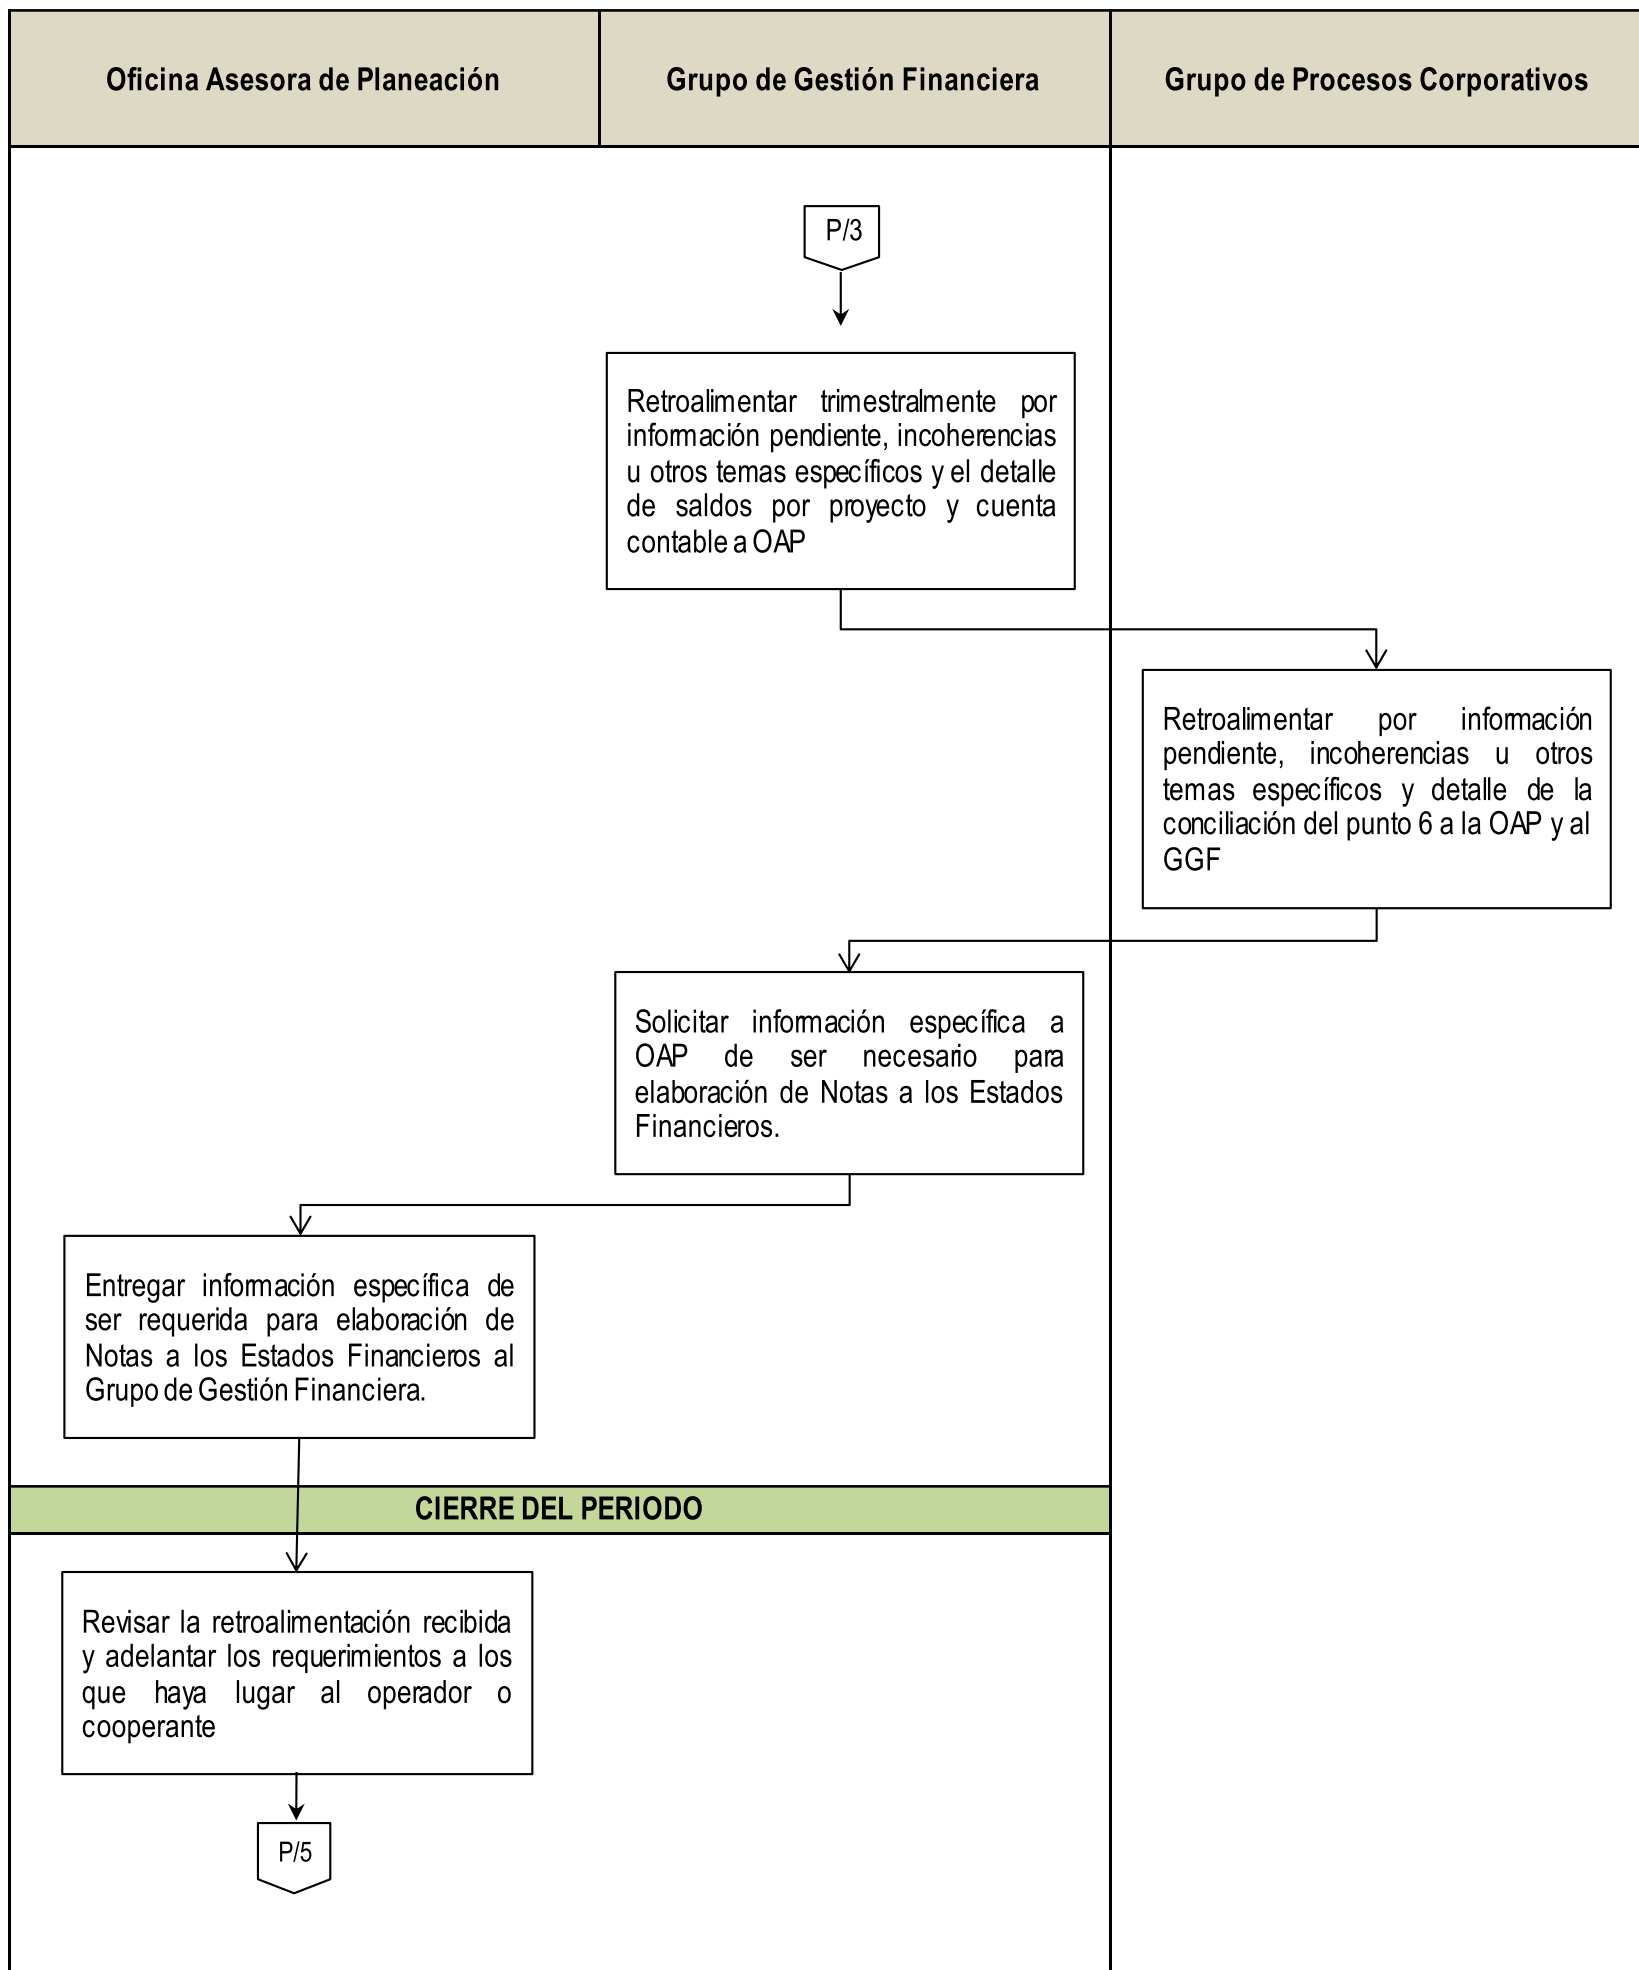 Oficina Asesora de Planeación
Grupo de Gestión Financiera
Grupo de Procesos Corporativos
P/3
Retroalimentar trimestralmente por
información pendiente, incoherencias
u otros temas específicos y el detalle
de saldos por proyecto y cuenta
contable a OAP
Retroalimentar por información
pendiente, incoherencias u otros
temas específicos y detalle de la
conciliación del punto 6 a la OAP y al
GGF
Solicitar información específica a
OAP de ser necesario para
elaboración de Notas a los Estados
Financieros.
Entregar información específica de
ser requerida para elaboración de
Notas a los Estados Financieros al
Grupo de Gestión Financiera.
CIERRE DEL PERIODO
Revisar la retroalimentación recibida
y adelantar los requerimientos a los
que haya lugar al operador o
cooperante
P/5